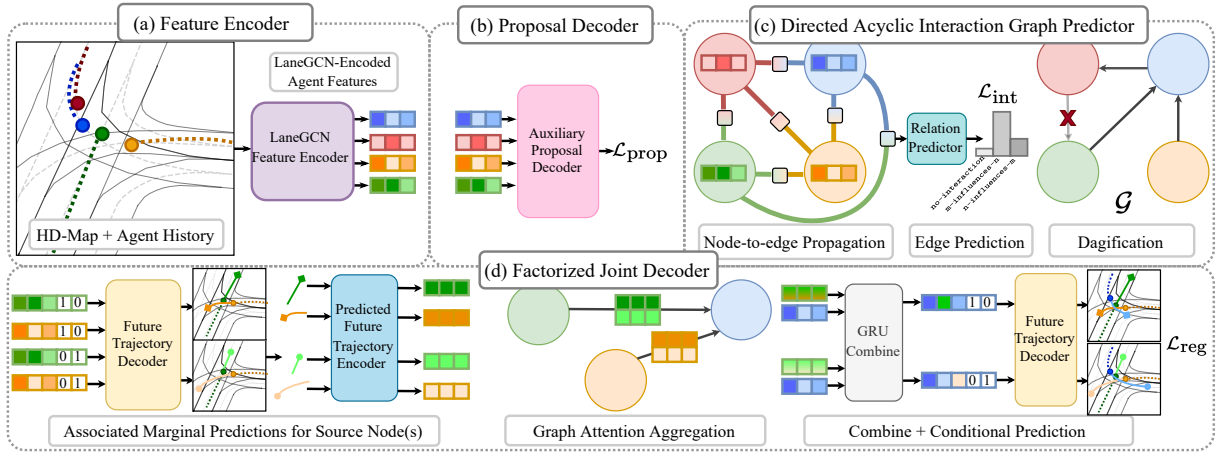 (a) Feature Encoder
LaneGCN-Encoded
Agent Features
LaneGCN
Feature Encoder
HD-Map + Agent History
(b) Proposal Decoder
Auxiliary
Proposal
Decoder
ℒprop
(c) Directed Acyclic Interaction Graph Predictor
Relation
Predictor
ℒint
no-interaction
m-influences-n
n-influences-m
X
𝒢
Node-to-edge Propagation
Edge Prediction
Dagification
(d) Factorized Joint Decoder
1 0
1 0
0 1
0 1
Future
Trajectory
Decoder
Predicted
Future
Trajectory
Encoder
Associated Marginal Predictions for Source Node(s)
Graph Attention Aggregation
GRU
Combine
1 0
0 1
Future
Trajectory
Decoder
ℒreg
Combine + Conditional Prediction